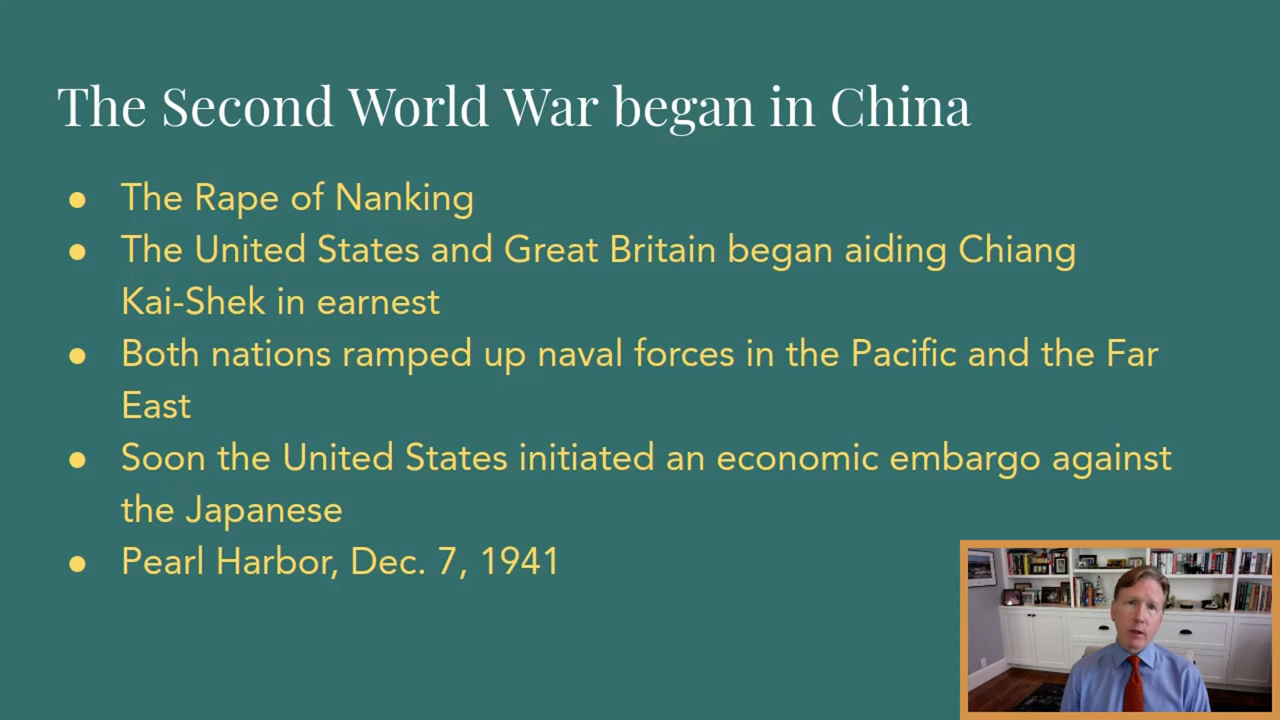 The Second World War began in China
● The Rape of Nanking
● The United States and Great Britain began aiding Chiang
Kai-Shek in earnest
● Both nations ramped up naval forces in the Pacific and the Far
East
● Soon the United States initiated an economic embargo against
the Japanese
● Pearl Harbor, Dec. 7, 1941